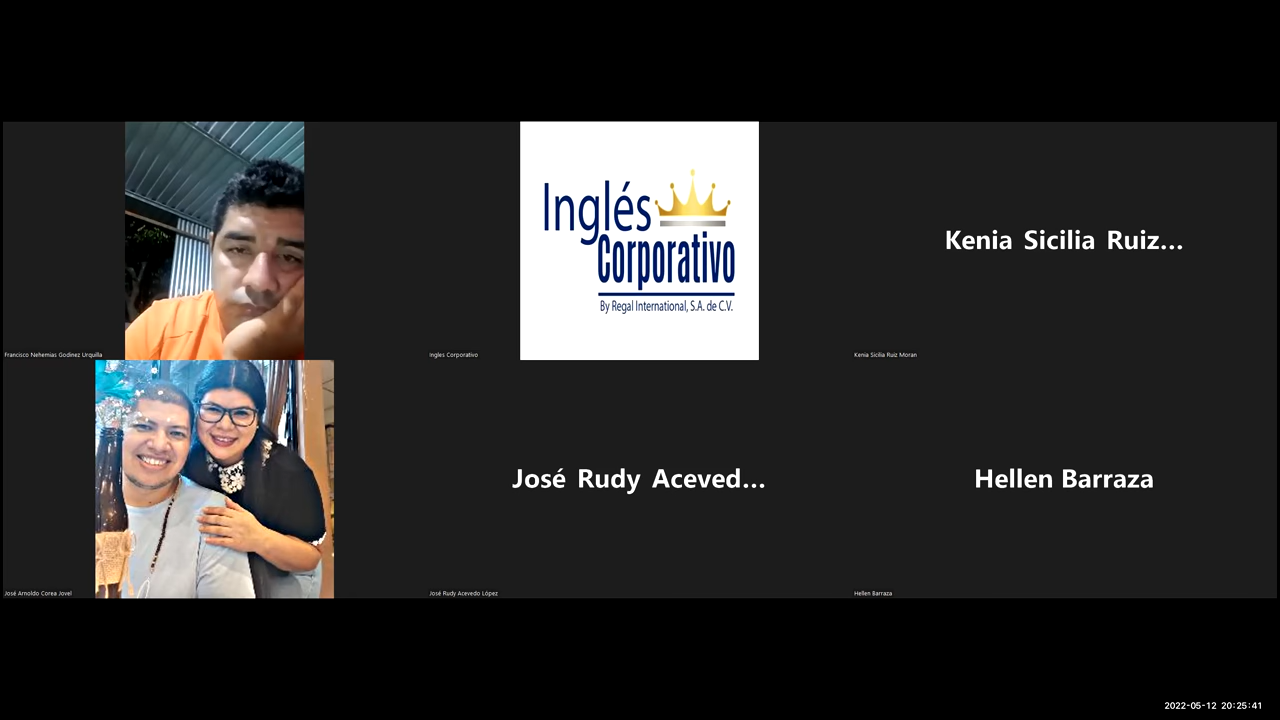 Inglés
Corporativo
By Regal International, S.A. de C.V.
Kenia Sicilia Ruiz...
Francisco Nehemias Godinez Urquilla
Ingles Corporativo
Kenia Sicilia Ruiz Moran
José Rudy Aceved...
Hellen Barraza
José Arnoldo Corea Jovel
José Rudy Acevedo López
Hellen Barraza
2022-05-12 20:25:41